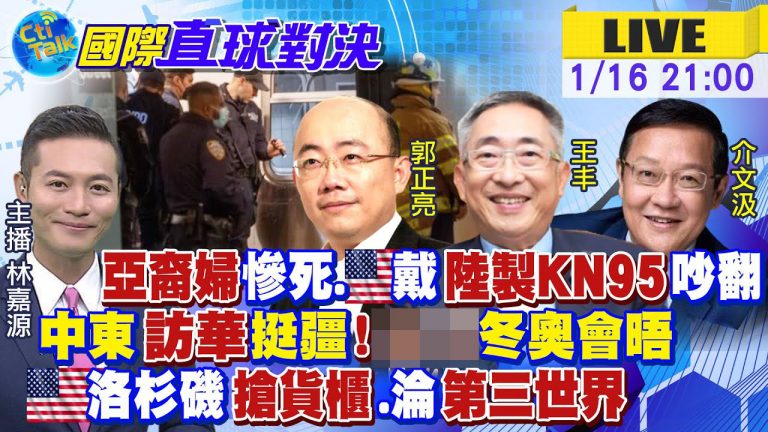 CtiTalk
國際直球對決
LIVE
1/16 21:00
主播 林嘉源
郭正亮
王丰
介文汲
亞裔婦慘死.戴陸製KN95吵翻
中東訪華挺疆! 冬奧會晤
洛杉磯搶貨櫃.淪第三世界